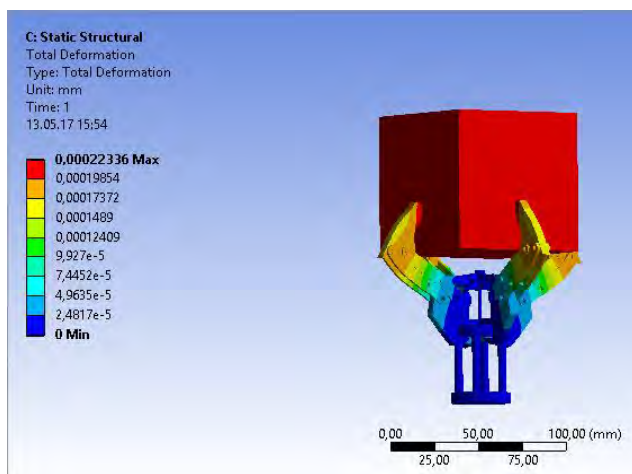 C: Static Structural
Total Deformation
Type: Total Deformation
Unit: mm
Time: 1
13.05.17 15:54
0,00022336 Max
0,00019854
0,00017372
0,0001489
0,00012409
9,927e-5
7,4452e-5
4,9635e-5
2,4817e-5
0 Min
0,00 50,00 100,00 (mm)
25,00 75,00